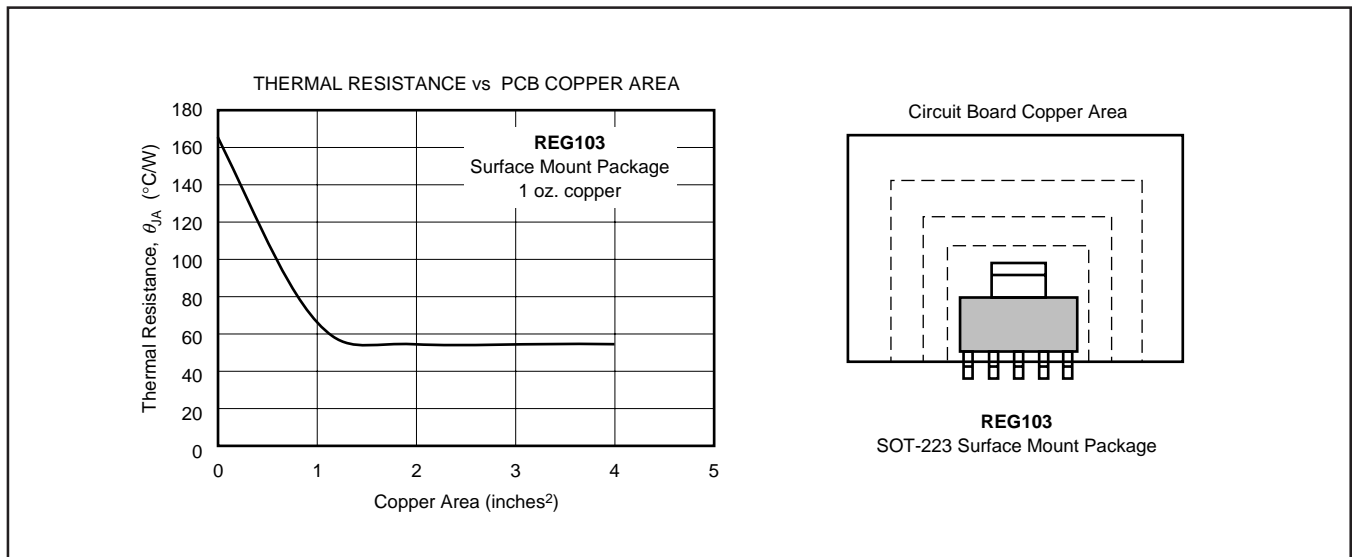 THERMAL RESISTANCE vs PCB COPPER AREA
180
160
140
120
100
80
60
40
20
0
Thermal Resistance, θJA (°C/W)
REG103
Surface Mount Package
1 oz. copper
0 1 2 3 4 5
Copper Area (inches²)
Circuit Board Copper Area
REG103
SOT-223 Surface Mount Package